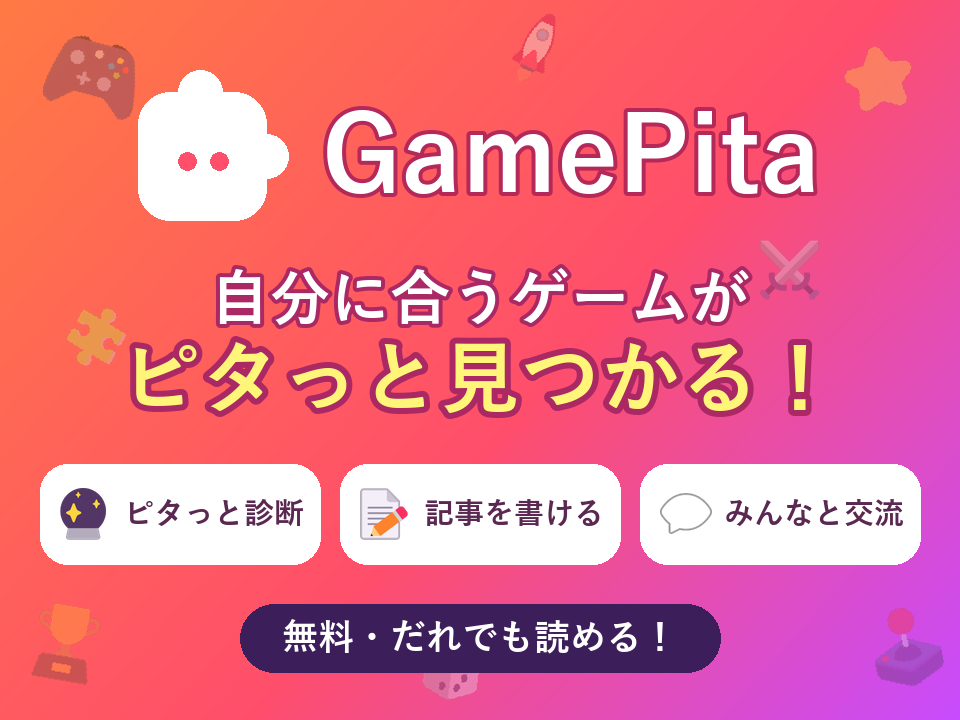 GamePita
自分に合うゲームが
ピタっと見つかる！
ピタっと診断
記事を書ける
みんなと交流
無料・だれでも読める！